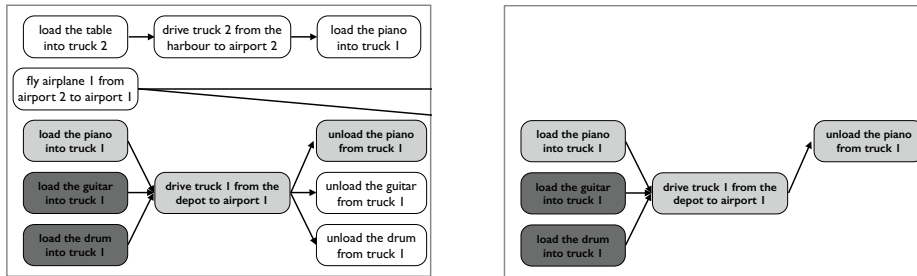 load the table
into truck 2
drive truck 2 from the
harbour to airport 2
load the piano
into truck 1
fly airplane 1 from
airport 2 to airport 1
load the piano
into truck 1
unload the piano
from truck 1
load the guitar
into truck 1
drive truck 1 from the
depot to airport 1
unload the guitar
from truck 1
load the drum
into truck 1
unload the drum
from truck 1
load the piano
into truck 1
unload the piano
from truck 1
load the guitar
into truck 1
drive truck 1 from the
depot to airport 1
load the drum
into truck 1